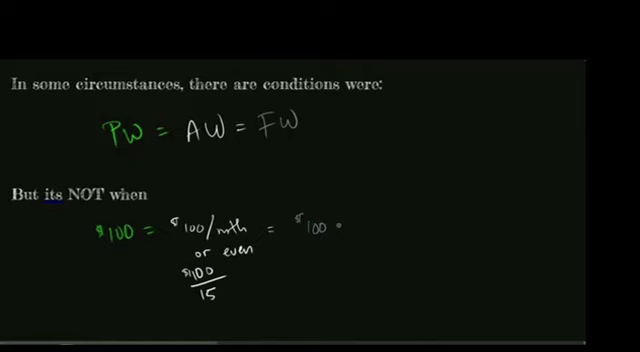 In some circumstances, there are conditions were:
PW = AW = FW
But its NOT when
$100 = $100/mth = $100
or even
$100
15